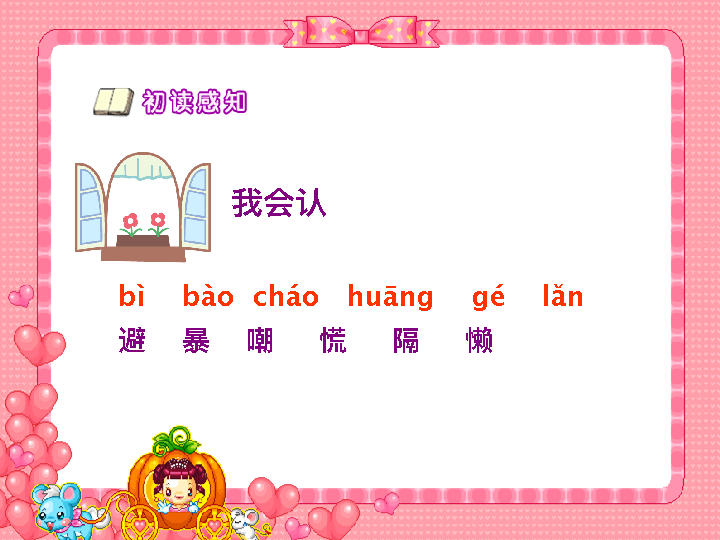 初读感知
我会认
bì bào cháo huāng gé lǎn
避 暴 嘲 慌 隔 懒